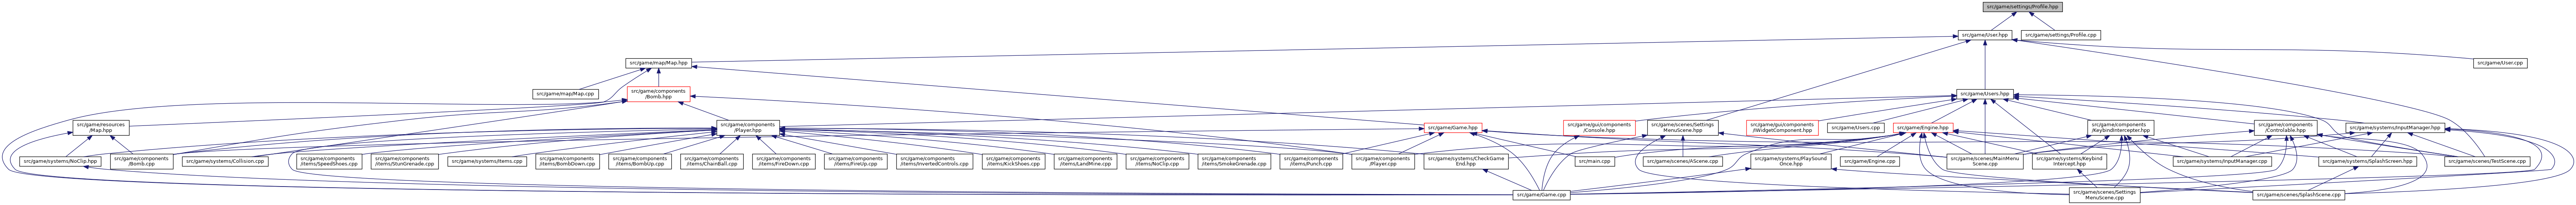 src/game/settings/Profile.hpp
src/game/User.hpp
src/game/settings/Profile.cpp
src/game/map/Map.hpp
src/game/User.cpp
src/game/map/Map.cpp
src/game/components
/Bomb.hpp
src/game/Users.hpp
src/game/resources
/Map.hpp
src/game/components
/Player.hpp
src/game/Game.hpp
src/game/gui/components
/Console.hpp
src/game/scenes/Settings
MenuScene.hpp
src/game/gui/components
/IWidgetComponent.hpp
src/game/Users.cpp
src/game/Engine.hpp
src/game/components
/KeybindIntercepter.hpp
src/game/components
/Controlable.hpp
src/game/systems/InputManager.hpp
src/game/systems/NoClip.hpp
src/game/components
/Bomb.cpp
src/game/systems/Collision.cpp
src/game/components
/items/SpeedShoes.cpp
src/game/components
/items/StunGrenade.cpp
src/game/systems/Items.cpp
src/game/components
/items/BombDown.cpp
src/game/components
/items/BombUp.cpp
src/game/components
/items/ChainBall.cpp
src/game/components
/items/FireDown.cpp
src/game/components
/items/FireUp.cpp
src/game/components
/items/InvertedControls.cpp
src/game/components
/items/KickShoes.cpp
src/game/components
/items/LandMine.cpp
src/game/components
/items/NoClip.cpp
src/game/components
/items/SmokeGrenade.cpp
src/game/components
/items/Punch.cpp
src/game/components
/Player.cpp
src/game/systems/CheckGame
End.hpp
src/main.cpp
src/game/scenes/AScene.cpp
src/game/systems/PlaySound
Once.hpp
src/game/Engine.cpp
src/game/scenes/MainMenu
Scene.cpp
src/game/systems/Keybind
Intercept.hpp
src/game/systems/InputManager.cpp
src/game/systems/SplashScreen.hpp
src/game/scenes/TestScene.cpp
src/game/Game.cpp
src/game/scenes/Settings
MenuScene.cpp
src/game/scenes/SplashScene.cpp